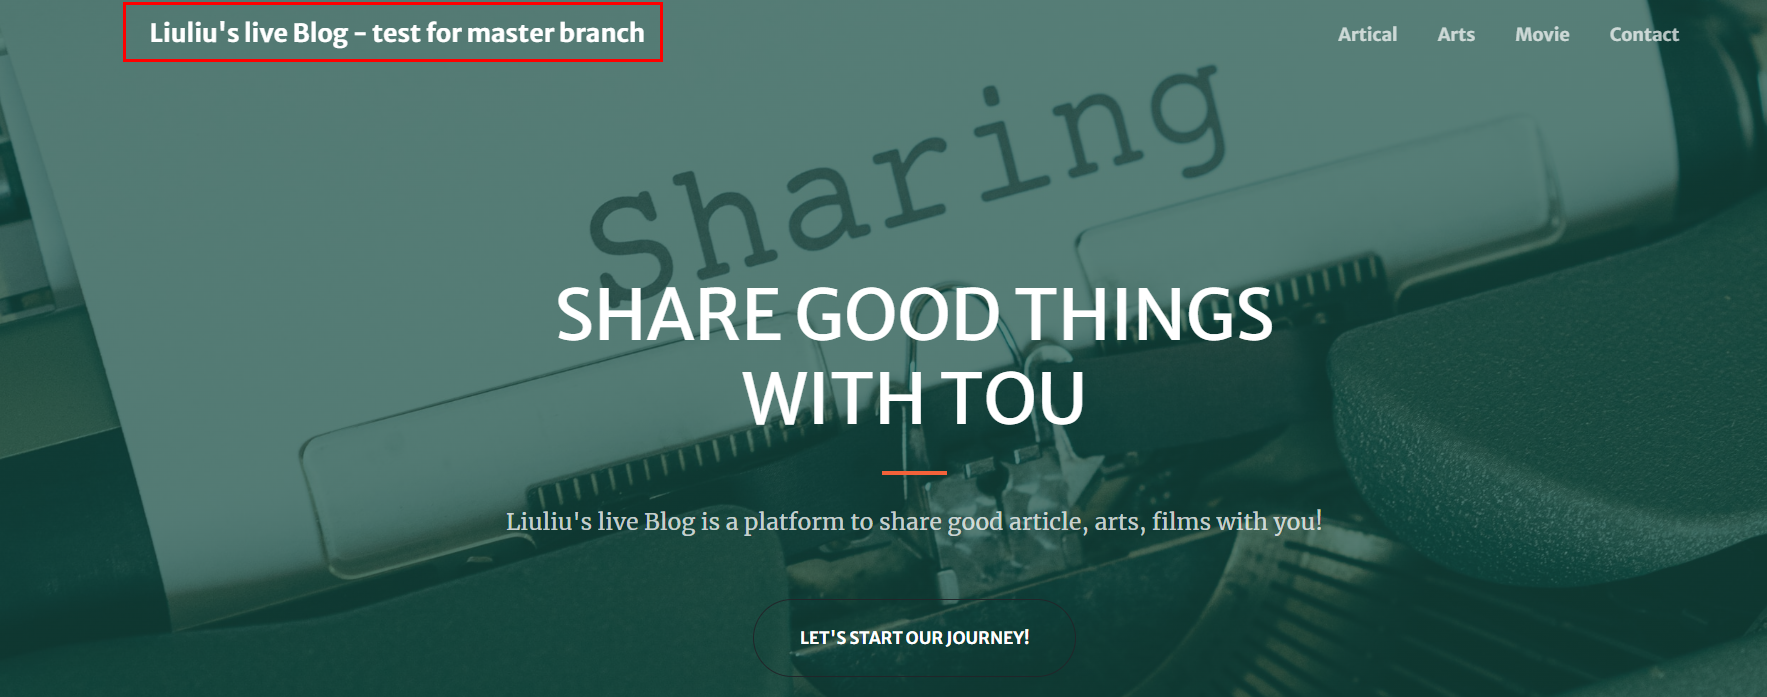 Liuliu's live Blog - test for master branch
Artical Arts Movie Contact
Sharing
SHARE GOOD THINGS
WITH TOU
Liuliu's live Blog is a platform to share good article, arts, films with you!
LET'S START OUR JOURNEY!